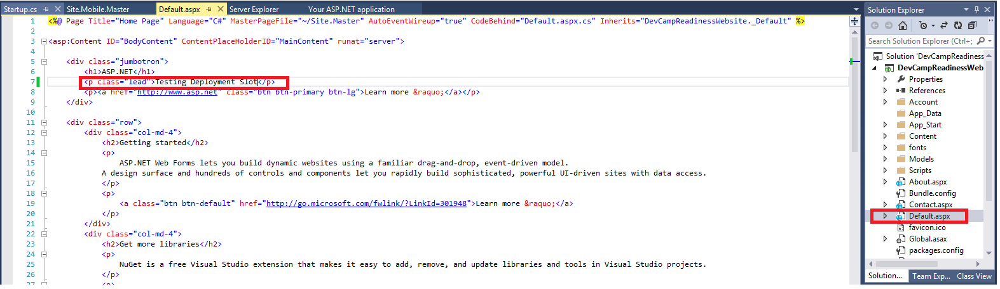 Startup.cs
Site.Mobile.Master
Default.aspx
Server Explorer
Your ASP.NET application
1 <%@ Page Title="Home Page" Language="C#" MasterPageFile="~/Site.Master" AutoEventWireup="true" CodeBehind="Default.aspx.cs" Inherits="DevCampReadinessWebsite._Default" %>
2
3 <asp:Content ID="BodyContent" ContentPlaceHolderID="MainContent" runat="server">
4
5 <div class="jumbotron">
6 <h1>ASP.NET</h1>
7 <p class="lead">Testing Deployment Slot</p>
8 <p><a href="http://www.asp.net" class="btn btn-primary btn-lg">Learn more &raquo;</a></p>
9 </div>
10
11 <div class="row">
12 <div class="col-md-4">
13 <h2>Getting started</h2>
14 <p>
15 ASP.NET Web Forms lets you build dynamic websites using a familiar drag-and-drop, event-driven model.
16 A design surface and hundreds of controls and components let you rapidly build sophisticated, powerful UI-driven sites with data access.
17 </p>
18 <p>
19 <a class="btn btn-default" href="http://go.microsoft.com/fwlink/?LinkId=301948">Learn more &raquo;</a>
20 </p>
21 </div>
22 <div class="col-md-4">
23 <h2>Get more libraries</h2>
24 <p>
25 NuGet is a free Visual Studio extension that makes it easy to add, remove, and update libraries and tools in Visual Studio projects.
26 </p>
27 <p>
Solution Explorer
Search Solution Explorer (Ctrl+;
Solution 'DevCampReadiness
DevCampReadinessWeb
Properties
References
Account
App_Data
App_Start
Content
fonts
Models
Scripts
About.aspx
Bundle.config
Contact.aspx
Default.aspx
favicon.ico
Global.asax
packages.config
Solution...
Team Exp...
Class View